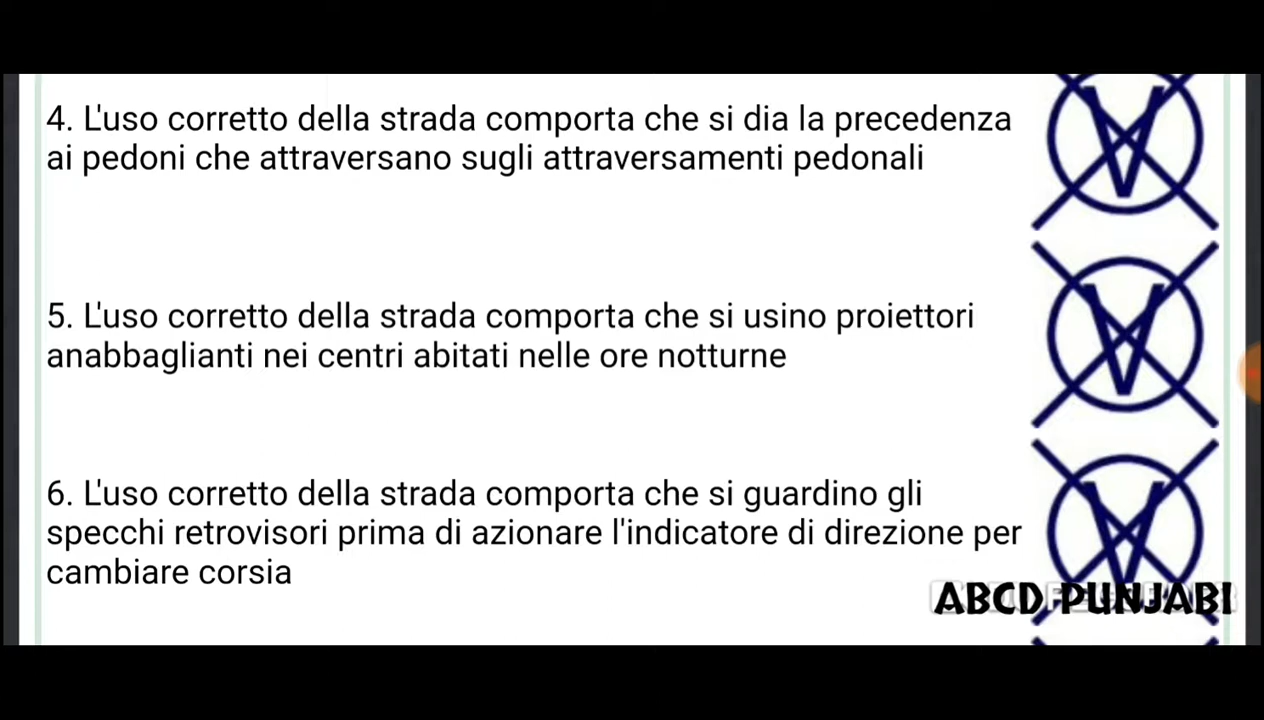 4. L'uso corretto della strada comporta che si dia la precedenza
ai pedoni che attraversano sugli attraversamenti pedonali
V
5. L'uso corretto della strada comporta che si usino proiettori
anabbaglianti nei centri abitati nelle ore notturne
V
6. L'uso corretto della strada comporta che si guardino gli
specchi retrovisori prima di azionare l'indicatore di direzione per
cambiare corsia
V
ABCD PUNJABI